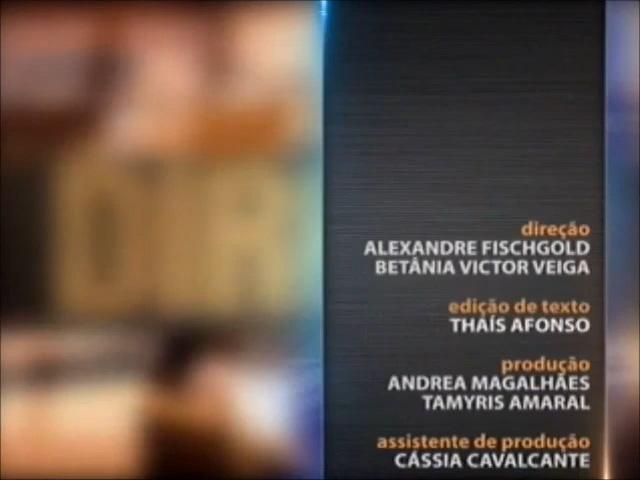 direção
ALEXANDRE FISCHGOLD
BETÂNIA VICTOR VEIGA
edição de texto
THAÍS AFONSO
produção
ANDREA MAGALHÃES
TAMYRIS AMARAL
assistente de produção
CÁSSIA CAVALCANTE